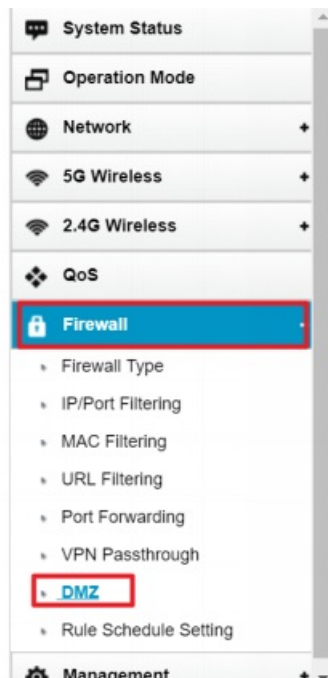 System Status
Operation Mode
Network +
5G Wireless +
2.4G Wireless +
QoS
Firewall -
Firewall Type
IP/Port Filtering
MAC Filtering
URL Filtering
Port Forwarding
VPN Passthrough
DMZ
Rule Schedule Setting
Management +